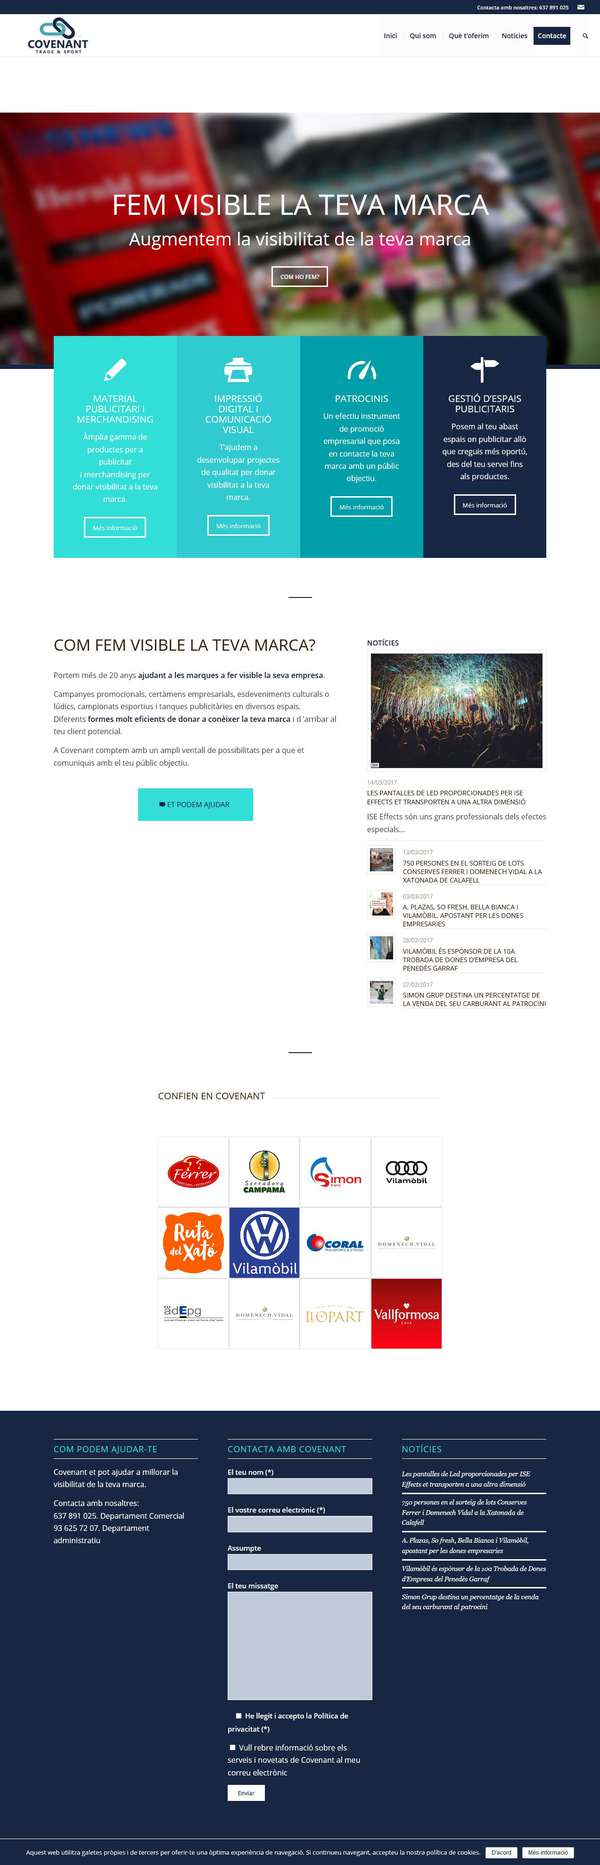 Contacta amb nosaltres: 637 891 025
COVENANT
TRADE & SPORT
Inici
Qui som
Què t'oferim
Notícies
Contacte
FEM VISIBLE LA TEVA MARCA
Augmentem la visibilitat de la teva marca
COM HO FEM?
MATERIAL
PUBLICITARI I
MERCHANDISING
Àmplia gamma de
productes per a
publicitar
i merchandising per
donar visibilitat a la teva
marca.
Més informació
IMPRESSIÓ
DIGITAL I
COMUNICACIÓ
VISUAL
T'ajudem a
desenvolupar projectes
de qualitat per donar
visibilitat a la teva
marca.
Més informació
PATROCINIS
Un efectiu instrument
de promoció
empresarial que posa
en contacte la teva
marca amb un públic
objectiu.
Més informació
GESTIÓ D'ESPAIS
PUBLICITARIS
Posem al teu abast
espais on publicitar allò
que creguis més oportú,
des del teu servei fins
als productes.
Més informació
COM FEM VISIBLE LA TEVA MARCA?
Portem més de 20 anys ajudant a les marques a fer visible la seva empresa.
Campanyes promocionals, certàmens empresarials, esdeveniments culturals o
lúdics, campionats esportius i tanques publicitàries en diversos espais.
Diferents formes molt eficients de donar a conèixer la teva marca i d 'arribar al
teu client potencial.
A Covenant comptem amb un ampli ventall de possibilitats per a que et
comuniquis amb el teu públic objectiu.
ET PODEM AJUDAR
NOTÍCIES
14/03/2017
LES PANTALLES DE LED PROPORCIONADES PER ISE
EFFECTS ET TRANSPORTEN A UNA ALTRA DIMENSIÓ
ISE Effects són uns grans professionals dels efectes
especials...
13/03/2017
750 PERSONES EN EL SORTEIG DE LOTS
CONSERVES FERRER I DOMENECH VIDAL A LA
XATONADA DE CALAFELL
03/03/2017
A. PLAZAS, SO FRESH, BELLA BIANCA I
VILAMÒBIL, APOSTANT PER LES DONES
EMPRESARIES
28/02/2017
VILAMÒBIL ÉS ESPÒNSOR DE LA 10A
TROBADA DE DONES D'EMPRESA DEL
PENEDÈS GARRAF
27/02/2017
SIMON GRUP DESTINA UN PERCENTATGE DE
LA VENDA DEL SEU CARBURANT AL PATROCINI
CONFIEN EN COVENANT
Ferrer
Serradora
CAMPAMÀ
Simon
Vilamòbil
Ruta
del Xató
Vilamòbil
CORAL
DOMENECH VIDAL
adEpg
DOMENECH VIDAL
LLOPART
Vallformosa
COM PODEM AJUDAR-TE
Covenant et pot ajudar a millorar la
visibilitat de la teva marca.
Contacta amb nosaltres:
637 891 025. Departament Comercial
93 625 72 07. Departament
administratiu
CONTACTA AMB COVENANT
El teu nom (*)
El vostre correu electrònic (*)
Assumpte
El teu missatge
He llegit i accepto la Política de
privacitat (*)
Vull rebre informació sobre els
serveis i novetats de Covenant al meu
correu electrònic
Enviar
NOTÍCIES
Les pantalles de Led proporcionades per ISE
Effects et transporten a una altra dimensió
750 persones en el sorteig de lots Conserves
Ferrer i Domenech Vidal a la Xatonada de
Calafell
A. Plazas, So fresh, Bella Bianca i Vilamòbil,
apostant per les dones empresaries
Vilamòbil és espònsor de la 10a Trobada de Dones
d'Empresa del Penedès Garraf
Simon Grup destina un percentatge de la venda
del seu carburant al patrocini
Aquest web utilitza galetes pròpies i de tercers per oferir-te una òptima experiència de navegació. Si continueu navegant, accepteu la nostra política de cookies.
D'acord
Més informació